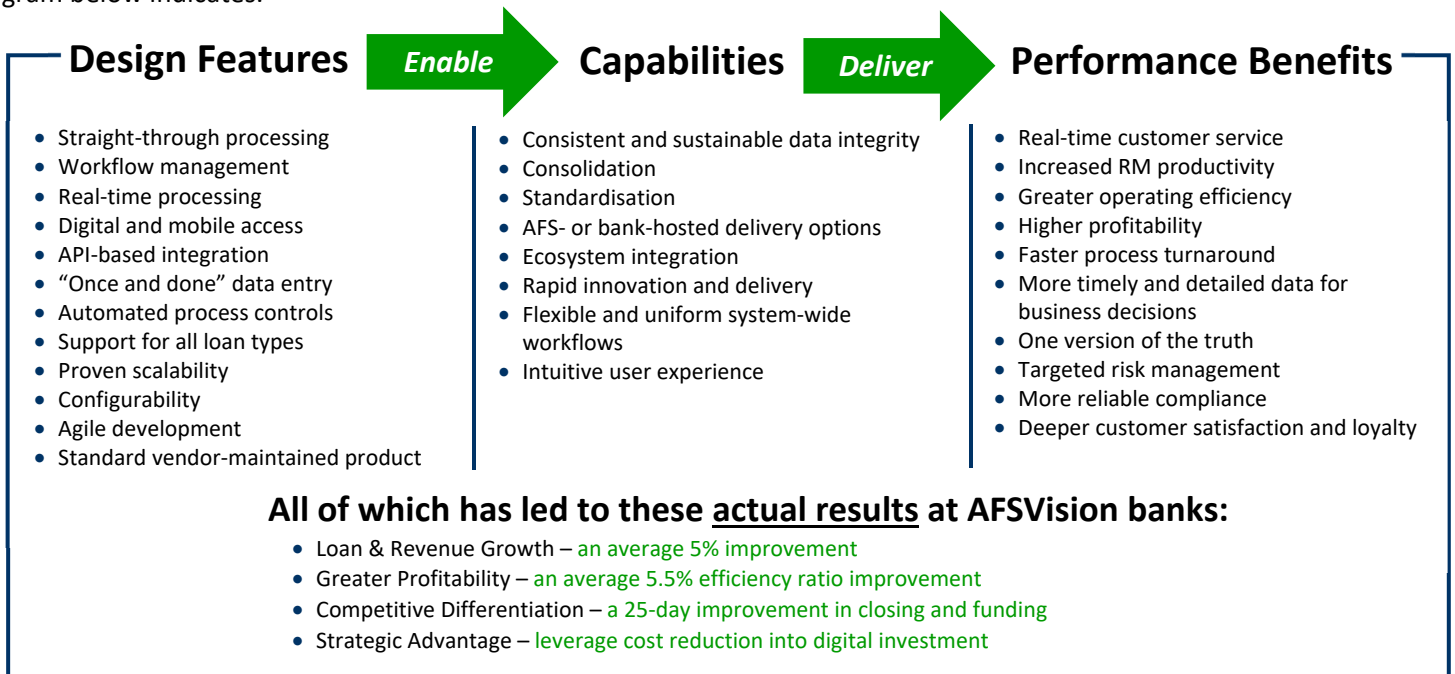 gram below indicates:
Design Features
Enable
Capabilities
Deliver
Performance Benefits
• Straight-through processing
• Workflow management
• Real-time processing
• Digital and mobile access
• API-based integration
• “Once and done” data entry
• Automated process controls
• Support for all loan types
• Proven scalability
• Configurability
• Agile development
• Standard vendor-maintained product
• Consistent and sustainable data integrity
• Consolidation
• Standardisation
• AFS- or bank-hosted delivery options
• Ecosystem integration
• Rapid innovation and delivery
• Flexible and uniform system-wide
workflows
• Intuitive user experience
• Real-time customer service
• Increased RM productivity
• Greater operating efficiency
• Higher profitability
• Faster process turnaround
• More timely and detailed data for
business decisions
• One version of the truth
• Targeted risk management
• More reliable compliance
• Deeper customer satisfaction and loyalty
All of which has led to these actual results at AFSVision banks:
• Loan & Revenue Growth – an average 5% improvement
• Greater Profitability – an average 5.5% efficiency ratio improvement
• Competitive Differentiation – a 25-day improvement in closing and funding
• Strategic Advantage – leverage cost reduction into digital investment